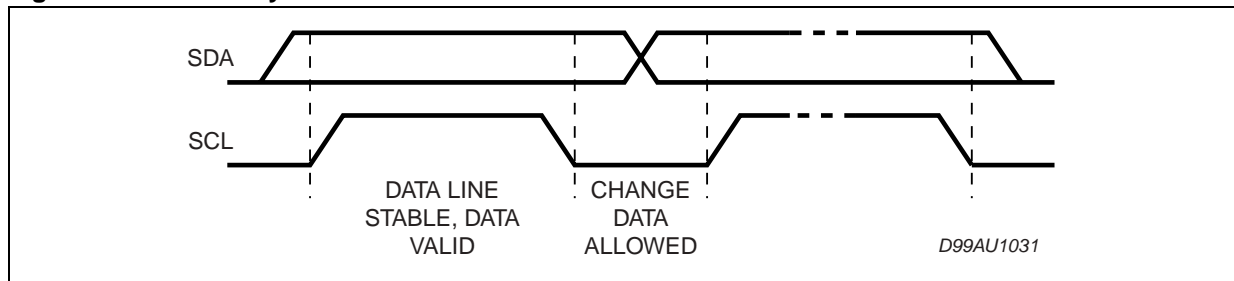 SDA
SCL
DATA LINE
STABLE, DATA
VALID
CHANGE
DATA
ALLOWED
D99AU1031